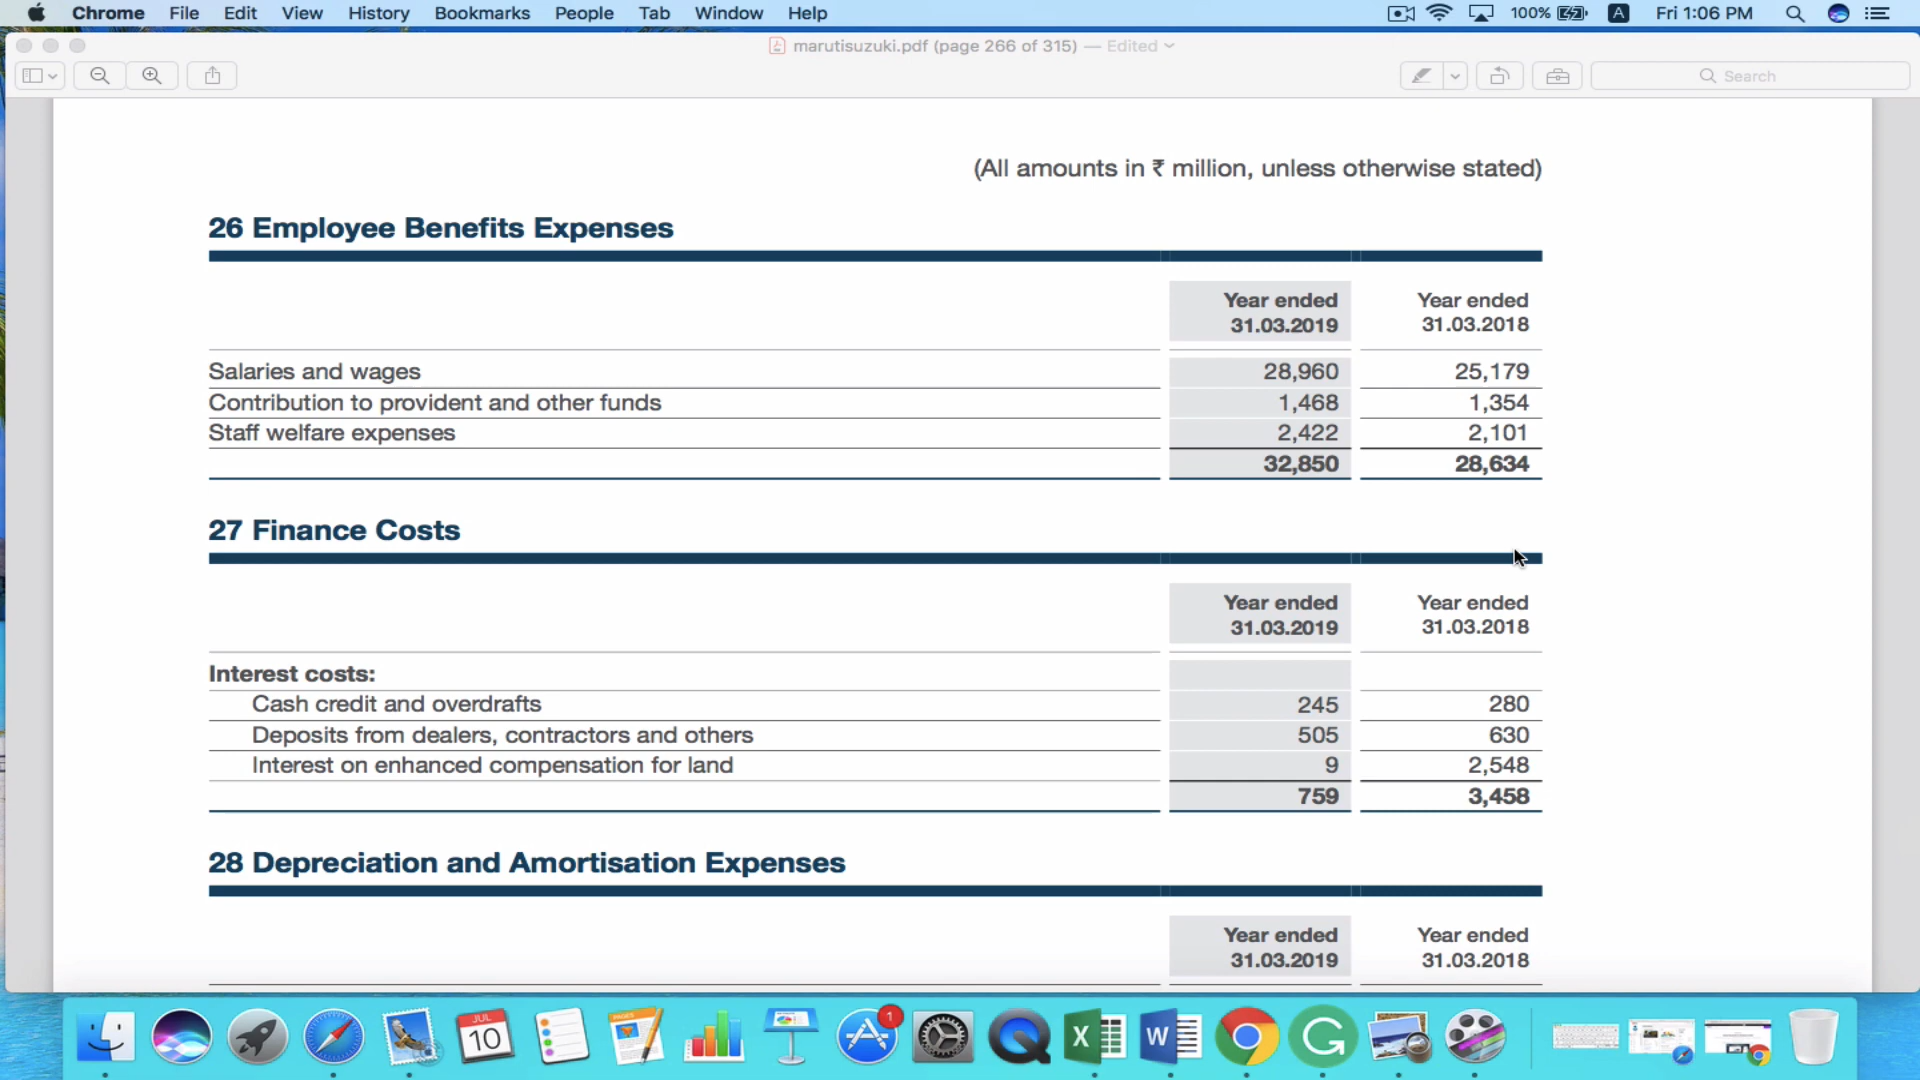 Chrome File Edit View History Bookmarks People Tab Window Help 100% A Fri 1:06 PM
marutisuzuki.pdf (page 266 of 315) — Edited
Search
(All amounts in ₹ million, unless otherwise stated)
26 Employee Benefits Expenses
Year ended 31.03.2019 Year ended 31.03.2018
Salaries and wages 28,960 25,179
Contribution to provident and other funds 1,468 1,354
Staff welfare expenses 2,422 2,101
32,850 28,634
27 Finance Costs
Year ended 31.03.2019 Year ended 31.03.2018
Interest costs:
Cash credit and overdrafts 245 280
Deposits from dealers, contractors and others 505 630
Interest on enhanced compensation for land 9 2,548
759 3,458
28 Depreciation and Amortisation Expenses
Year ended 31.03.2019 Year ended 31.03.2018
JUL 10 PAGES 1 X W G